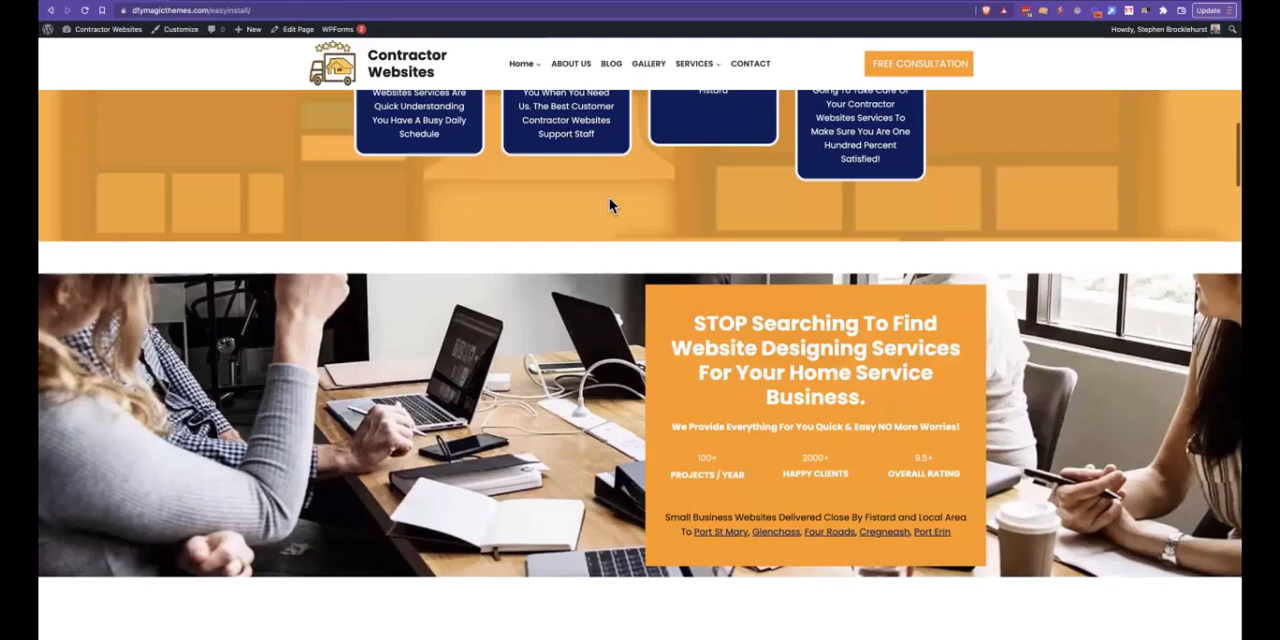 dfymagicthemes.com/easyinstall/
Update
Contractor Websites Customize 0 New Edit Page WPForms 2 Howdy, Stephen Brocklehurst
Contractor
Websites
Home ABOUT US BLOG GALLERY SERVICES CONTACT
FREE CONSULTATION
Websites Services Are
Quick Understanding
You Have A Busy Daily
Schedule
You When You Need
Us. The Best Customer
Contractor Websites
Support Staff
Fistard
Going To Take Care Of
Your Contractor
Websites Services To
Make Sure You Are One
Hundred Percent
Satisfied!
STOP Searching To Find
Website Designing Services
For Your Home Service
Business.
We Provide Everything For You Quick & Easy NO More Worries!
100+ 2000+ 9.5+
PROJECTS / YEAR HAPPY CLIENTS OVERALL RATING
Small Business Websites Delivered Close By Fistard and Local Area
To Port St Mary, Glenchass, Four Roads, Cregneash, Port Erin